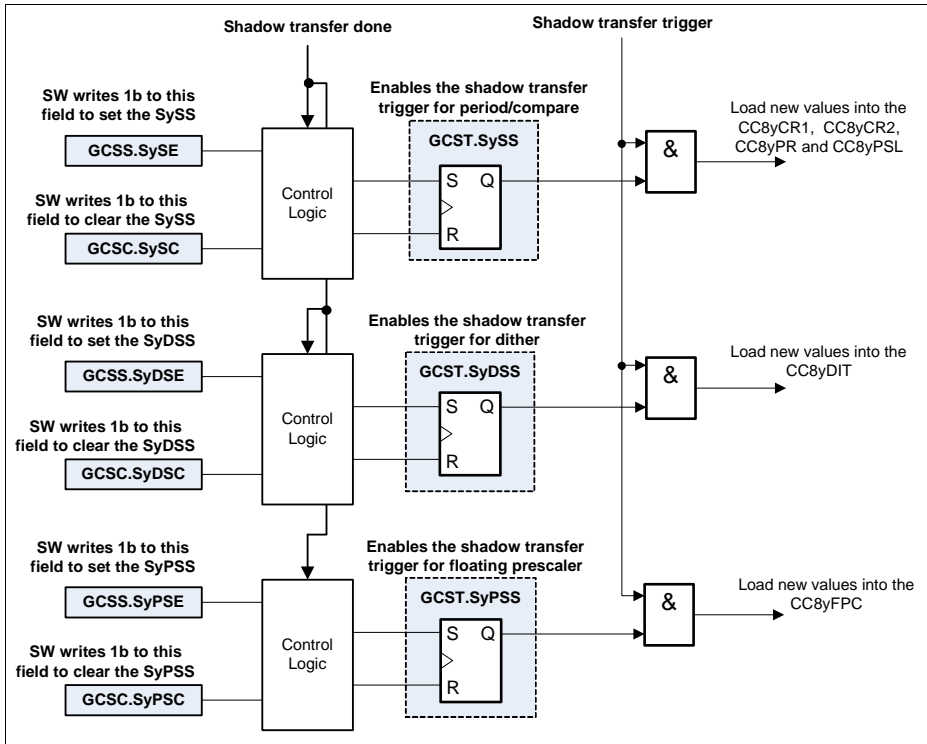 Shadow transfer done
Shadow transfer trigger
SW writes 1b to this
field to set the SySS
GCSS.SySE
SW writes 1b to this
field to clear the SySS
GCSC.SySC
Control
Logic
Enables the shadow transfer
trigger for period/compare
GCST.SySS
S Q
R
&
Load new values into the
CC8yCR1, CC8yCR2,
CC8yPR and CC8yPSL
SW writes 1b to this
field to set the SyDSS
GCSS.SyDSE
SW writes 1b to this
field to clear the SyDSS
GCSC.SyDSC
Control
Logic
Enables the shadow transfer
trigger for dither
GCST.SyDSS
S Q
R
&
Load new values into the
CC8yDIT
SW writes 1b to this
field to set the SyPSS
GCSS.SyPSE
SW writes 1b to this
field to clear the SyPSS
GCSC.SyPSC
Control
Logic
Enables the shadow transfer
trigger for floating prescaler
GCST.SyPSS
S Q
R
&
Load new values into the
CC8yFPC